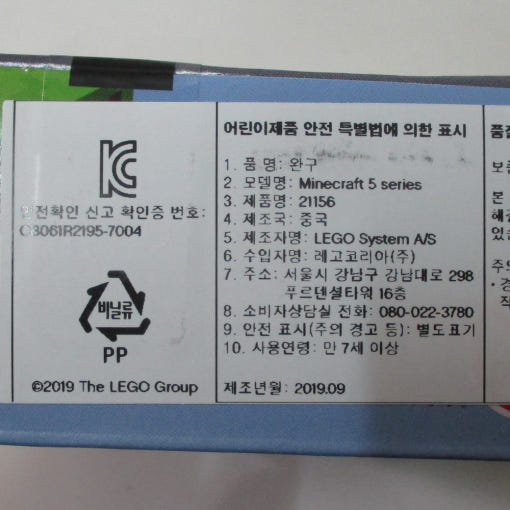 KC
안전확인 신고 확인증 번호:
CB061R2195-7004
비닐류
PP
©2019 The LEGO Group
어린이제품 안전 특별법에 의한 표시
1. 품 명: 완구
2. 모델명: Minecraft 5 series
3. 제품명: 21156
4. 제조국: 중국
5. 제조자명: LEGO System A/S
6. 수입자명: 레고코리아(주)
7. 주소: 서울시 강남구 강남대로 298
푸르덴셜타워 16층
8. 소비자상담실 전화: 080-022-3780
9. 안전 표시(주의 경고 등): 별도표기
10. 사용연령: 만 7세 이상
제조년월: 2019.09
본